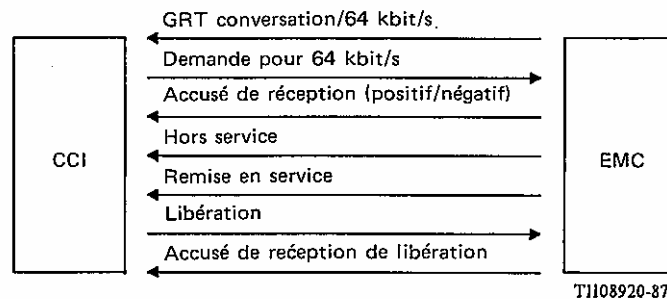 GRT conversation/64 kbit/s.
Demande pour 64 kbit/s
Accusé de réception (positif/négatif)
Hors service
CCI
EMC
Remise en service
Libération
Accusé de réception de libération
T1108920-87